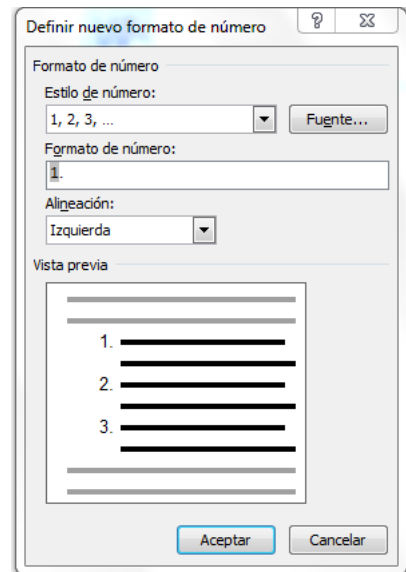 Definir nuevo formato de número
Formato de número
Estilo de número:
1, 2, 3, ...
Fuente...
Formato de número:
1.
Alineación:
Izquierda
Vista previa
1.
2.
3.
Aceptar Cancelar